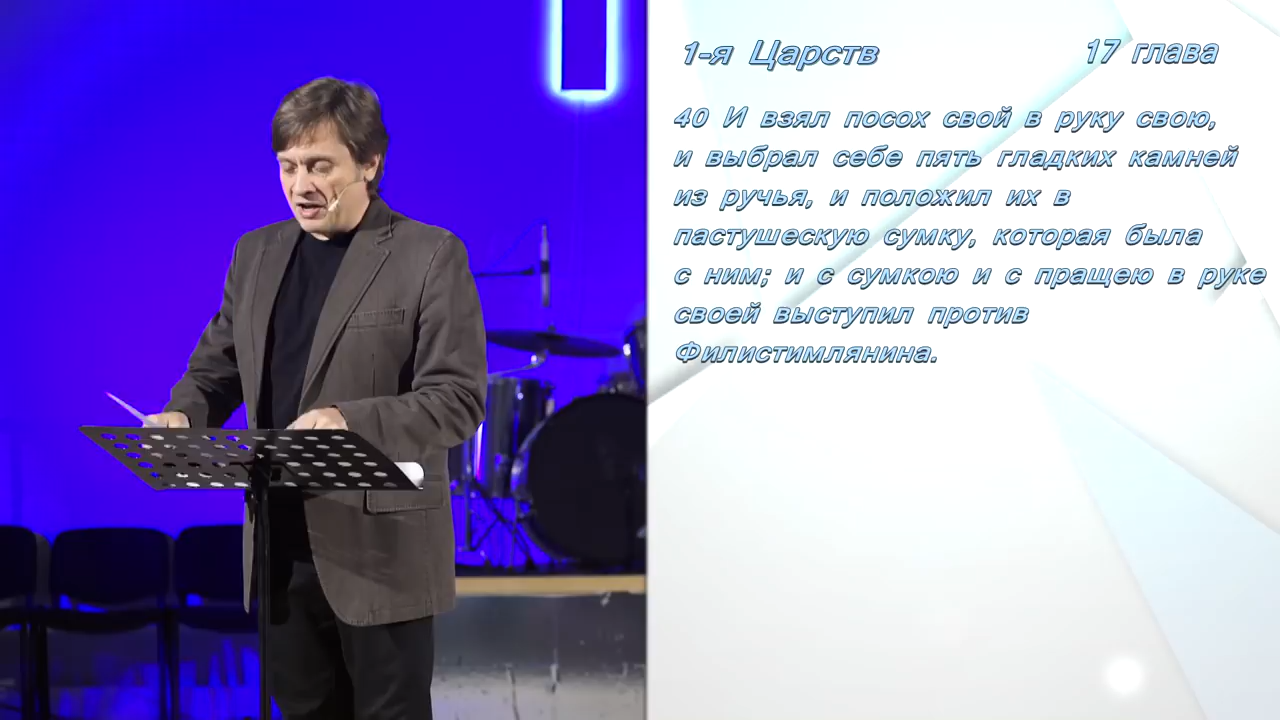 1-я Царств 17 глава
40 И взял посох свой в руку свою,
и выбрал себе пять гладких камней
из ручья, и положил их в
пастушескую сумку, которая была
с ним; и с сумкою и с пращею в руке
своей выступил против
Филистимлянина.